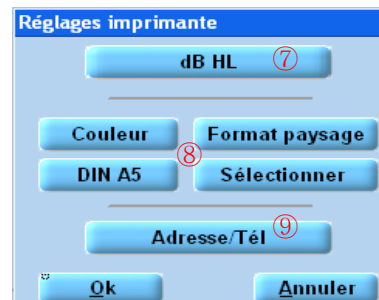 Réglages imprimante
dB HL ⑦
Couleur Format paysage
⑧
DIN A5 Sélectionner
Adresse/Tél ⑨
Ok Annuler